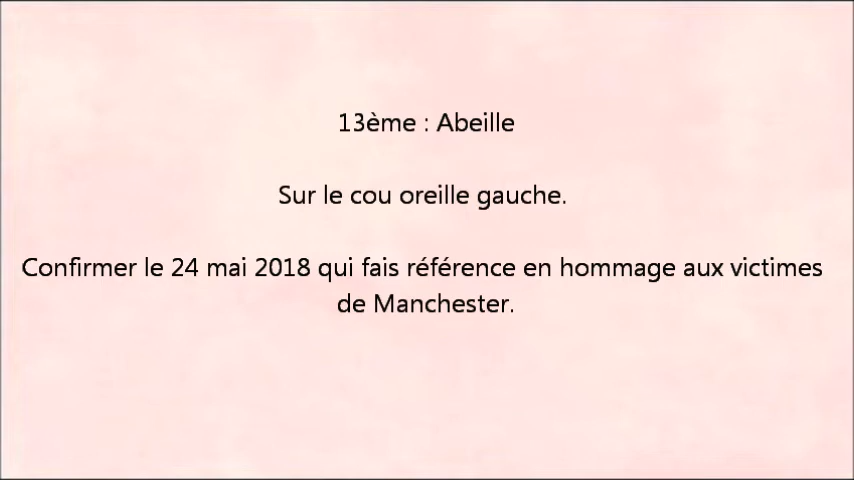 13ème : Abeille
Sur le cou oreille gauche.
Confirmer le 24 mai 2018 qui fais référence en hommage aux victimes
de Manchester.